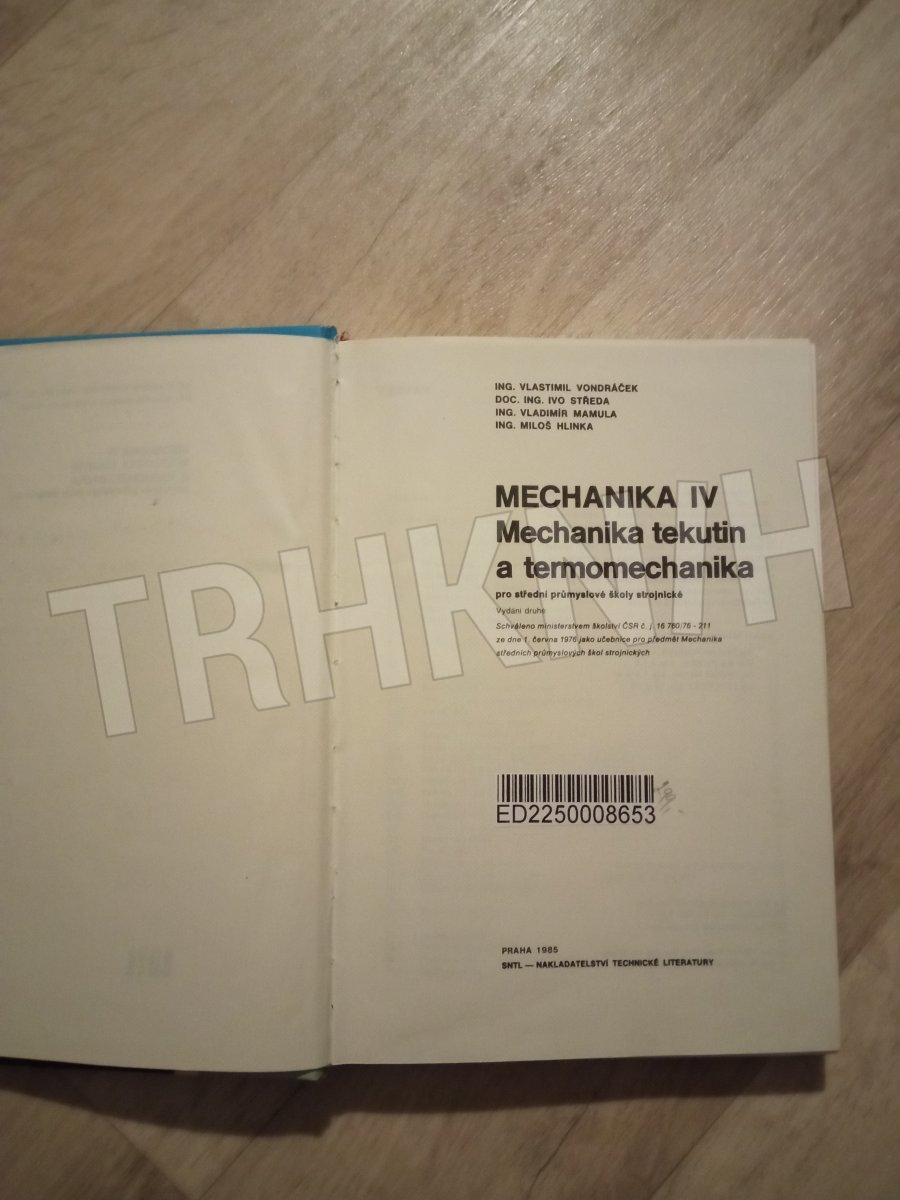 ING. VLASTIMIL VONDRÁČEK
DOC. ING. IVO STŘEDA
ING. VLADIMÍR MAMULA
ING. MILOŠ HLINKA
MECHANIKA IV
Mechanika tekutin
a termomechanika
pro střední průmyslové školy strojnické
Vydání druhé
Schváleno ministerstvem školství ČSR č. j. 16 760/76 - 211
ze dne 1. června 1976 jako učebnice pro předmět Mechanika
středních průmyslových škol strojnických
TRHKNIH
ED2250008653
PRAHA 1985
SNTL — NAKLADATELSTVÍ TECHNICKÉ LITERATURY